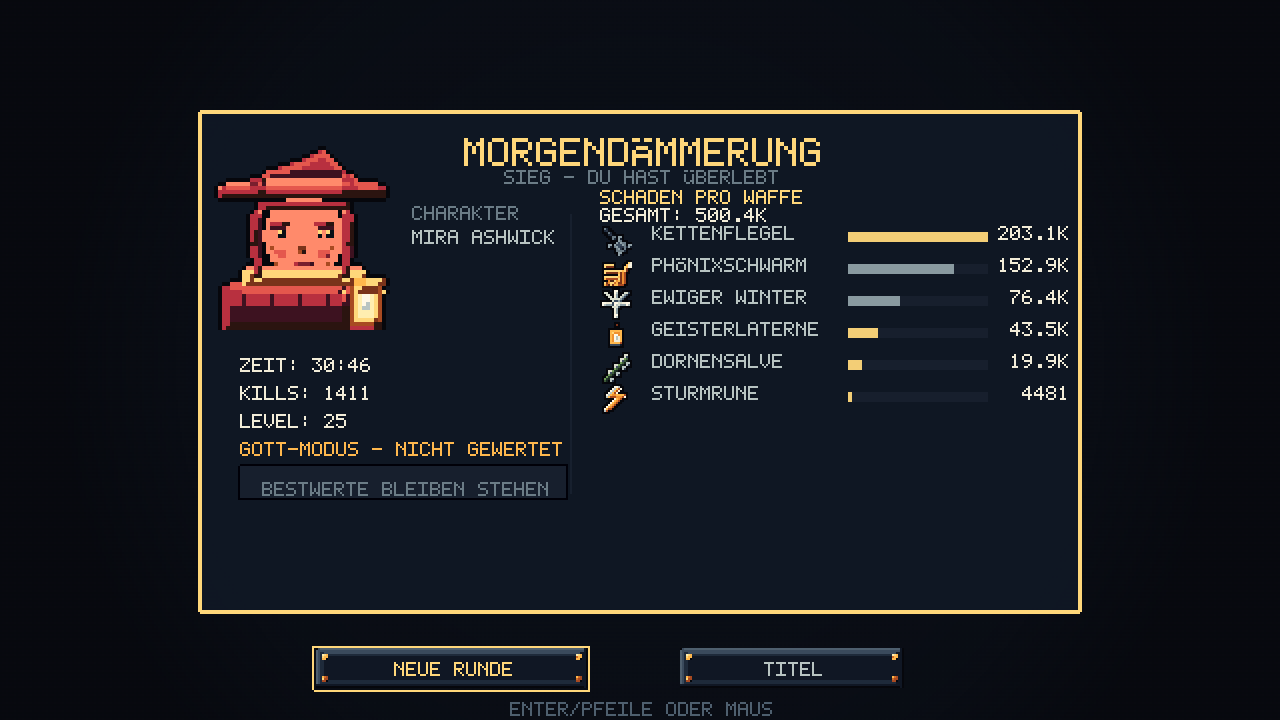 MORGENDäMMERUNG
SIEG - DU HAST üBERLEBT
CHARAKTER
MIRA ASHWICK
ZEIT: 30:46
KILLS: 1411
LEVEL: 25
GOTT-MODUS - NICHT GEWERTET
BESTWERTE BLEIBEN STEHEN
SCHADEN PRO WAFFE
GESAMT: 500.4K
KETTENFLEGEL 203.1K
PHöNIXSCHWARM 152.9K
EWIGER WINTER 76.4K
GEISTERLATERNE 43.5K
DORNENSALVE 19.9K
STURMRUNE 4481
NEUE RUNDE
TITEL
ENTER/PFEILE ODER MAUS